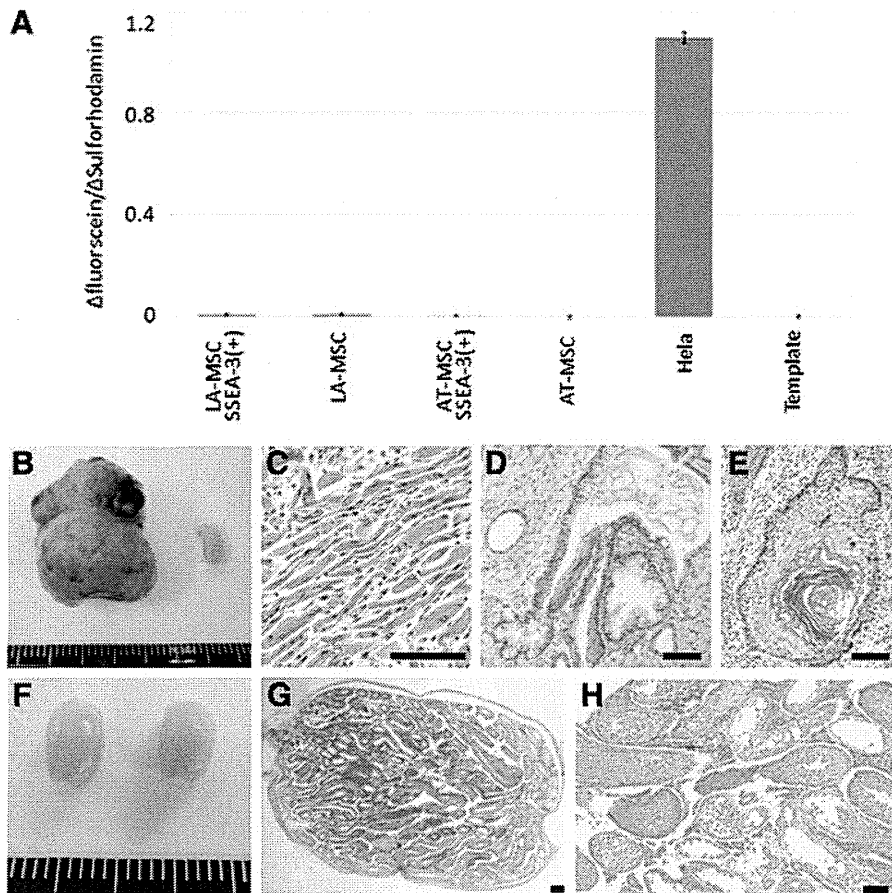 A
Δfluorscein/ΔSulforhodamin
1.2
0.8
0.4
0
LA-MSC
SSEA-3(+)
LA-MSC
AT-MSC
SSEA-3(+)
AT-MSC
Hela
Template
B
C
D
E
F
G
H